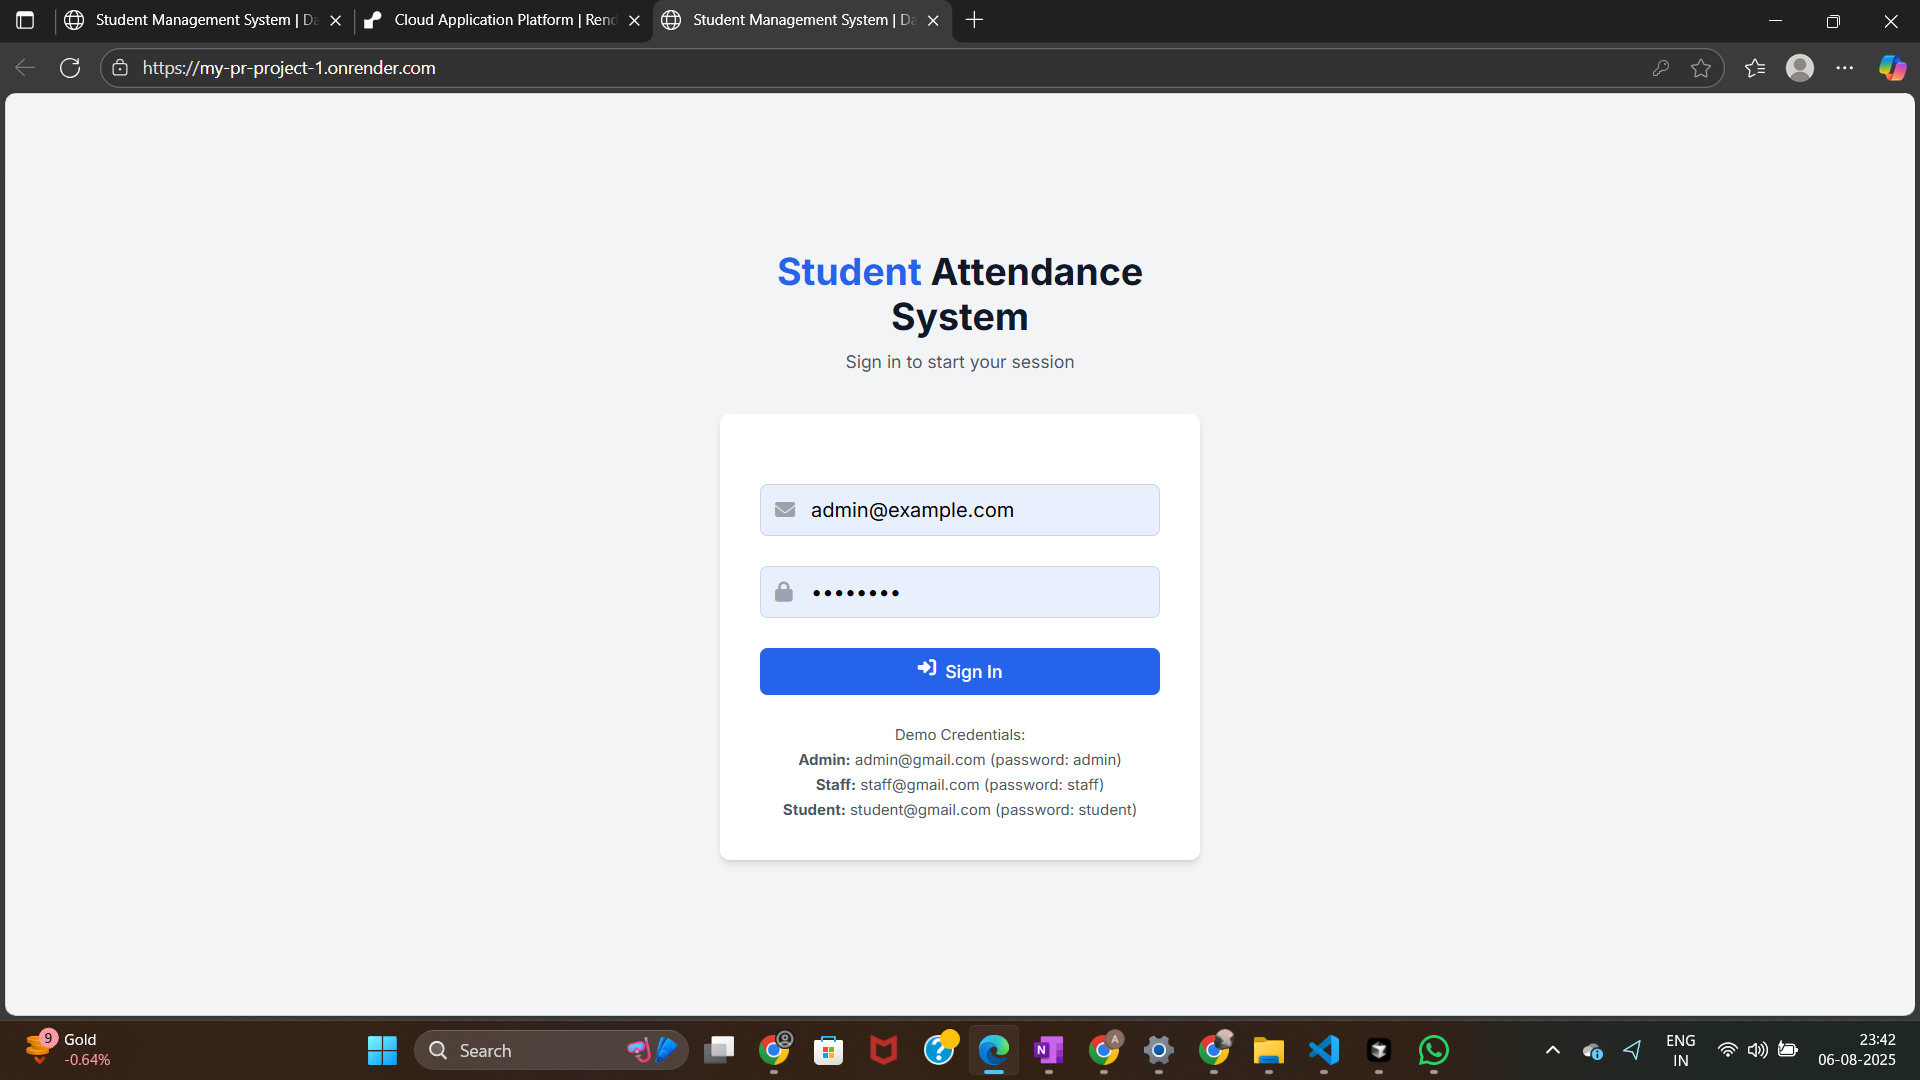 Student Management System | Da
Cloud Application Platform | Rend
Student Management System | Da
https://my-pr-project-1.onrender.com
Student Attendance
System
Sign in to start your session
admin@example.com
••••••••
Sign In
Demo Credentials:
Admin: admin@gmail.com (password: admin)
Staff: staff@gmail.com (password: staff)
Student: student@gmail.com (password: student)
9
Gold
-0.64%
Search
N
A
ENG
IN
23:42
06-08-2025